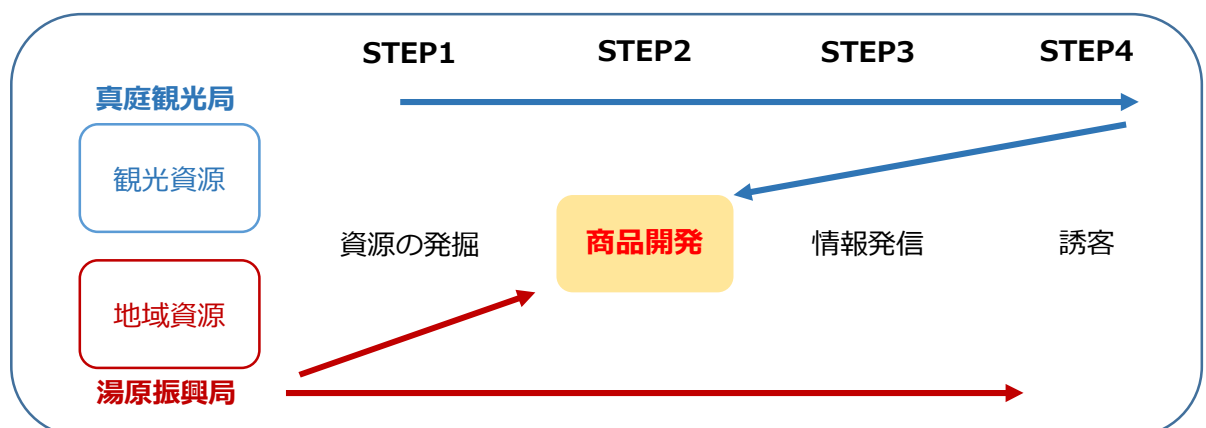 STEP1 STEP2 STEP3 STEP4
真庭観光局
観光資源
資源の発掘 商品開発 情報発信 誘客
地域資源
湯原振興局